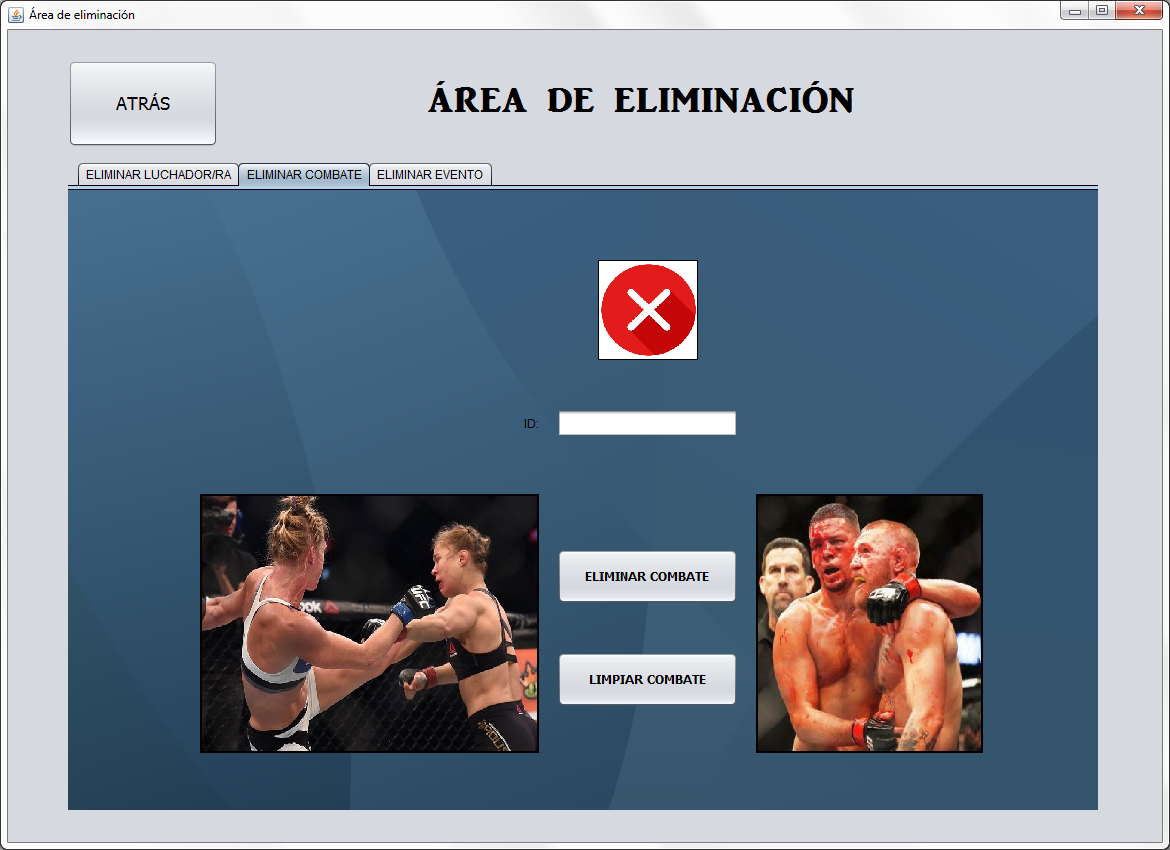 Área de eliminación
ATRÁS
ÁREA DE ELIMINACIÓN
ELIMINAR LUCHADOR/RA
ELIMINAR COMBATE
ELIMINAR EVENTO
ID:
UFC
ELIMINAR COMBATE
LIMPIAR COMBATE